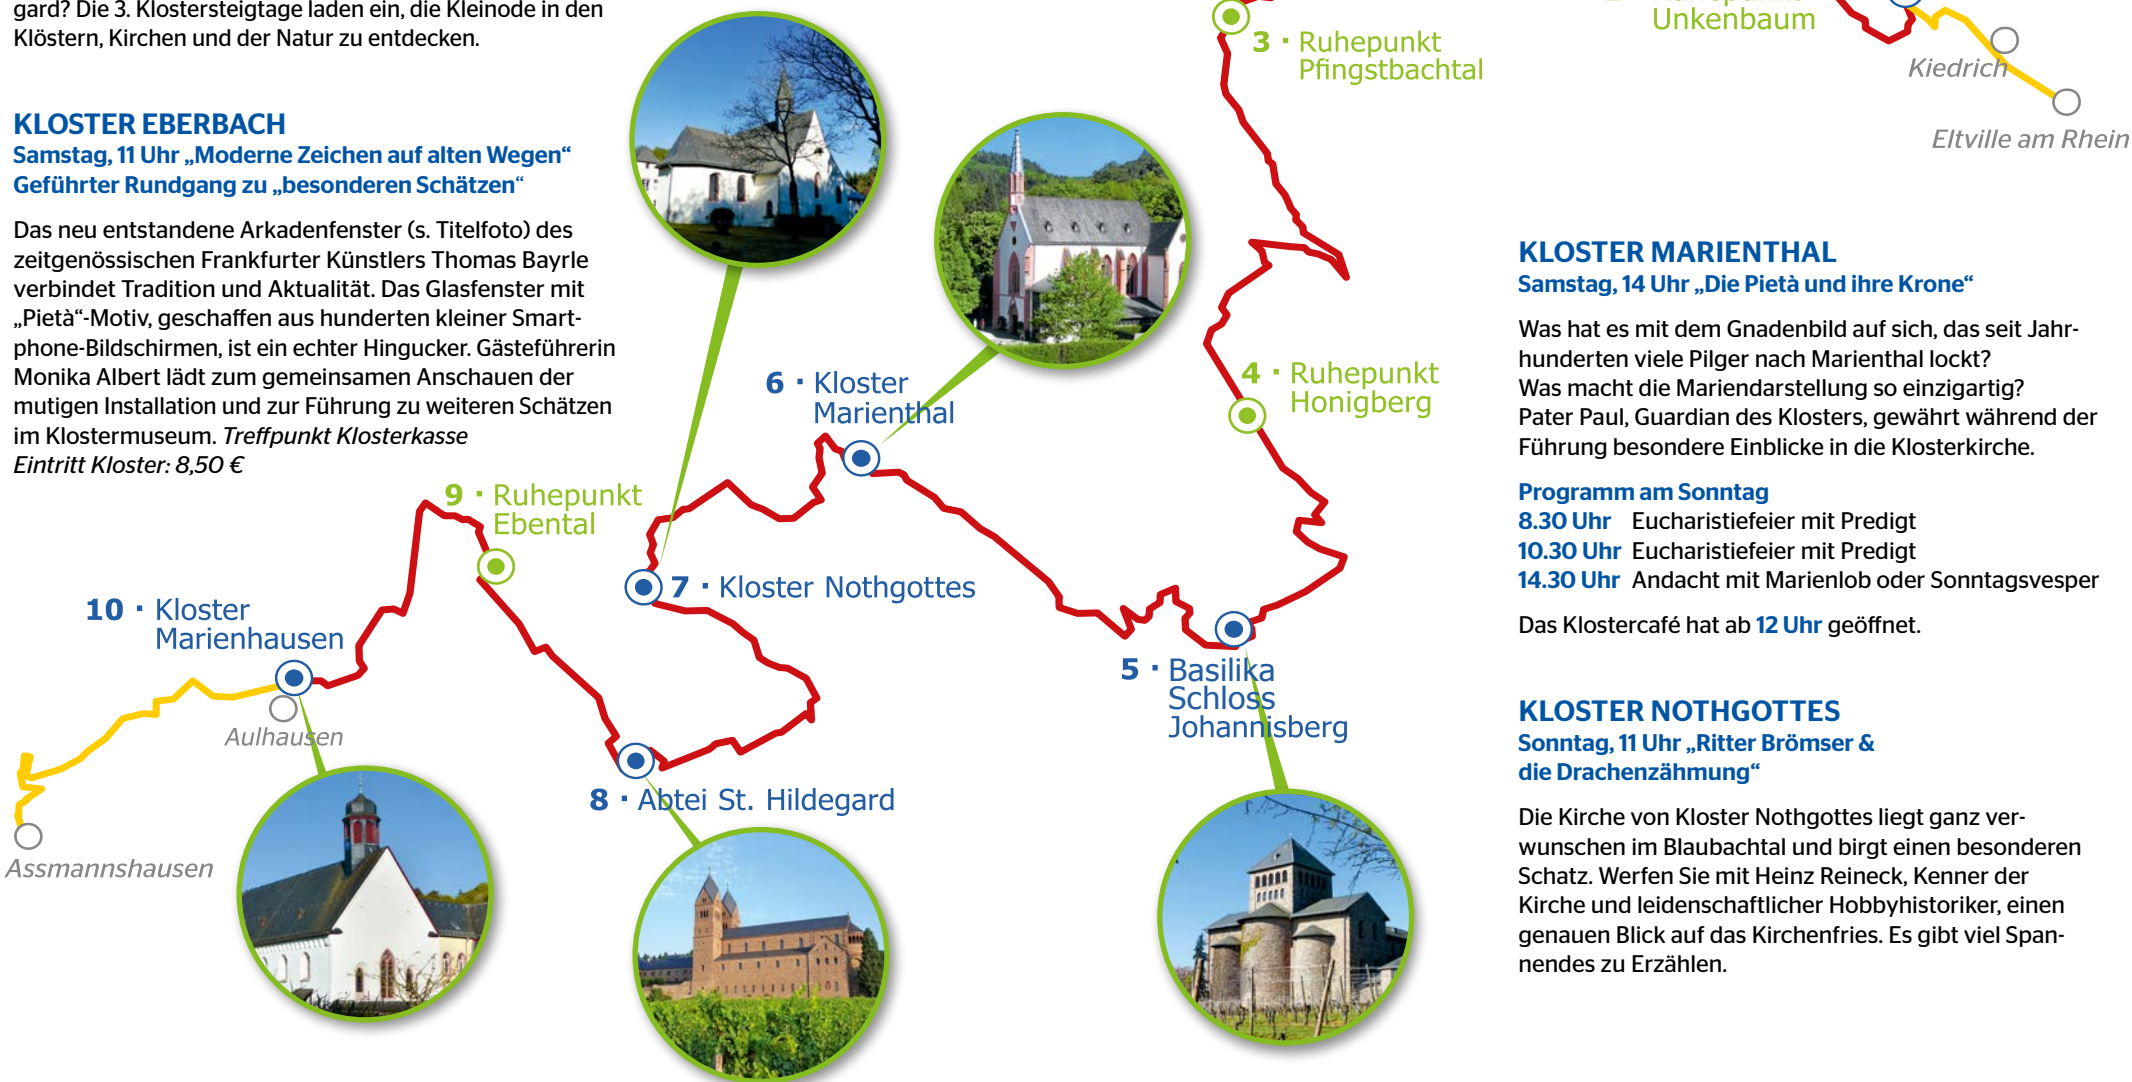 gard? Die 3. Klostersteigtage laden ein, die Kleinode in den
Klöstern, Kirchen und der Natur zu entdecken.
KLOSTER EBERBACH
Samstag, 11 Uhr „Moderne Zeichen auf alten Wegen“
Geführter Rundgang zu „besonderen Schätzen“
Das neu entstandene Arkadenfenster (s. Titelfoto) des
zeitgenössischen Frankfurter Künstlers Thomas Bayrle
verbindet Tradition und Aktualität. Das Glasfenster mit
„Pietà“-Motiv, geschaffen aus hunderten kleiner Smart-
phone-Bildschirmen, ist ein echter Hingucker. Gästeführerin
Monika Albert lädt zum gemeinsamen Anschauen der
mutigen Installation und zur Führung zu weiteren Schätzen
im Klostermuseum. Treffpunkt Klosterkasse
Eintritt Kloster: 8,50 €
3 · Ruhepunkt
Pfingstbachtal
Unkenbaum
Kiedrich
Eltville am Rhein
4 · Ruhepunkt
Honigberg
6 · Kloster
Marienthal
9 · Ruhepunkt
Ebental
7 · Kloster Nothgottes
10 · Kloster
Marienhausen
5 · Basilika
Schloss
Johannisberg
Aulhausen
8 · Abtei St. Hildegard
Assmannshausen
KLOSTER MARIENTHAL
Samstag, 14 Uhr „Die Pietà und ihre Krone“
Was hat es mit dem Gnadenbild auf sich, das seit Jahr-
hunderten viele Pilger nach Marienthal lockt?
Was macht die Mariendarstellung so einzigartig?
Pater Paul, Guardian des Klosters, gewährt während der
Führung besondere Einblicke in die Klosterkirche.
Programm am Sonntag
8.30 Uhr Eucharistiefeier mit Predigt
10.30 Uhr Eucharistiefeier mit Predigt
14.30 Uhr Andacht mit Marienlob oder Sonntagsvesper
Das Klostercafé hat ab 12 Uhr geöffnet.
KLOSTER NOTHGOTTES
Sonntag, 11 Uhr „Ritter Brömser &
die Drachenzähmung“
Die Kirche von Kloster Nothgottes liegt ganz ver-
wunschen im Blaubachtal und birgt einen besonderen
Schatz. Werfen Sie mit Heinz Reineck, Kenner der
Kirche und leidenschaftlicher Hobbyhistoriker, einen
genauen Blick auf das Kirchenfries. Es gibt viel Span-
nendes zu Erzählen.